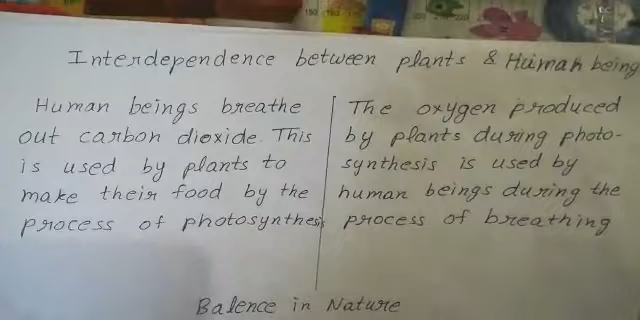 Interdependence between plants & Human being
Human beings breathe
out carbon dioxide. This
is used by plants to
make their food by the
process of photosynthesis
The oxygen produced
by plants during photo-
synthesis is used by
human beings during the
process of breathing
Balence in Nature